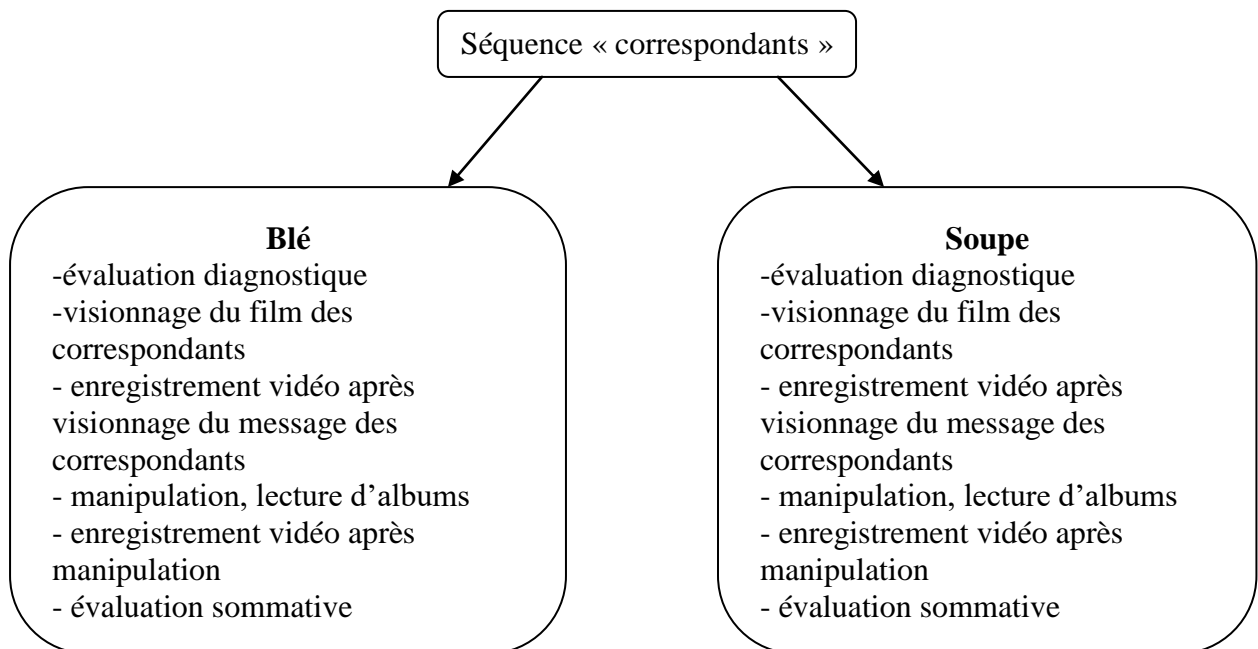 Séquence « correspondants »
Blé
-évaluation diagnostique
-visionnage du film des
correspondants
- enregistrement vidéo après
visionnage du message des
correspondants
- manipulation, lecture d’albums
- enregistrement vidéo après
manipulation
- évaluation sommative
Soupe
-évaluation diagnostique
-visionnage du film des
correspondants
- enregistrement vidéo après
visionnage du message des
correspondants
- manipulation, lecture d’albums
- enregistrement vidéo après
manipulation
- évaluation sommative